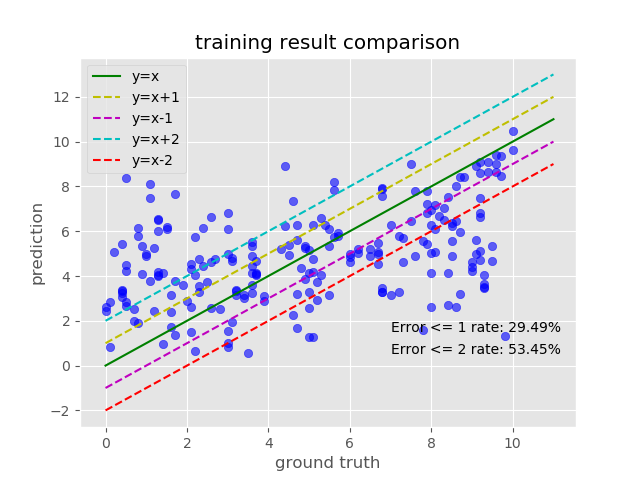 training result comparison
y=x
y=x+1
y=x-1
y=x+2
y=x-2
12
10
8
6
4
2
0
−2
prediction
Error <= 1 rate: 29.49%
Error <= 2 rate: 53.45%
0 2 4 6 8 10
ground truth